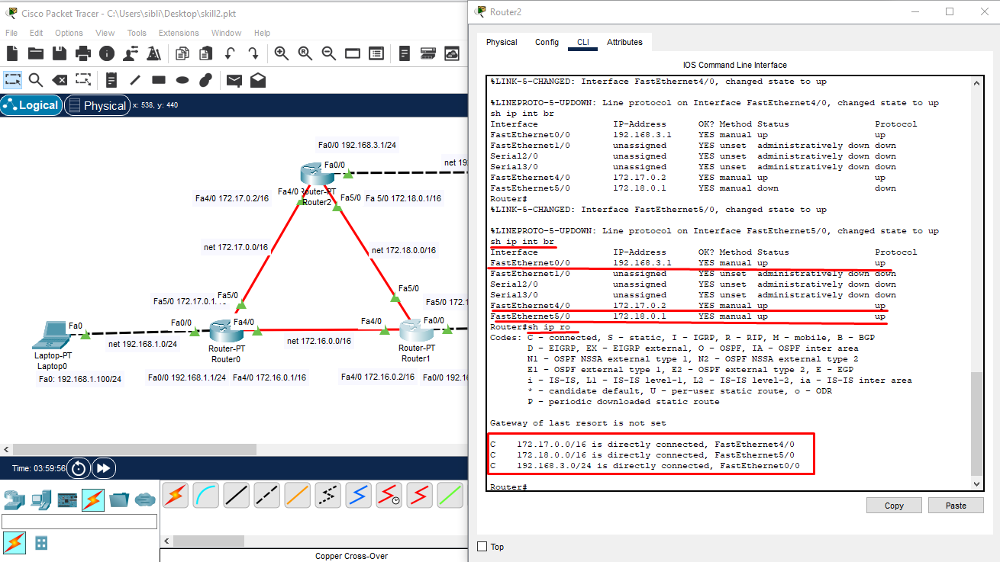 Cisco Packet Tracer - C:\Users\sibli\Desktop\skill2.pkt
File Edit Options View Tools Extensions Window Help
Logical Physical x: 538, y: 440
Fa0/0 192.168.3.1/24
Fa0/0
net 19
Fa4/0 172.17.0.2/16
Fa4/0
Router-PT
Router2
Fa5/0
Fa 5/0 172.18.0.1/16
net 172.17.0.0/16
net 172.18.0.0/16
Fa5/0 172.17.0.1
Fa5/0
Fa5/0
Fa5/0 172.1
Fa0
Fa0/0
Fa4/0
Fa4/0
Fa0/0
net 192.168.1.0/24
net 172.16.0.0/16
Laptop-PT
Laptop0
Router-PT
Router0
Router-PT
Router1
Fa0: 192.168.1.100/24
Fa0/0 192.168.1.1/24
Fa4/0 172.16.0.1/16
Fa4/0 172.16.0.2/16
Fa0/0 192.16
Time: 03:59:56
Copper Cross-Over
Router2
Physical Config CLI Attributes
IOS Command Line Interface
%LINK-5-CHANGED: Interface FastEthernet4/0, changed state to up
%LINEPROTO-5-UPDOWN: Line protocol on Interface FastEthernet4/0, changed state to up
sh ip int br
Interface IP-Address OK? Method Status Protocol
FastEthernet0/0 192.168.3.1 YES manual up up
FastEthernet1/0 unassigned YES unset administratively down down
Serial2/0 unassigned YES unset administratively down down
Serial3/0 unassigned YES unset administratively down down
FastEthernet4/0 172.17.0.2 YES manual up up
FastEthernet5/0 172.18.0.1 YES manual down down
Router#
%LINK-5-CHANGED: Interface FastEthernet5/0, changed state to up
%LINEPROTO-5-UPDOWN: Line protocol on Interface FastEthernet5/0, changed state to up
sh ip int br
Interface IP-Address OK? Method Status Protocol
FastEthernet0/0 192.168.3.1 YES manual up up
FastEthernet1/0 unassigned YES unset administratively down down
Serial2/0 unassigned YES unset administratively down down
Serial3/0 unassigned YES unset administratively down down
FastEthernet4/0 172.17.0.2 YES manual up up
FastEthernet5/0 172.18.0.1 YES manual up up
Router#sh ip ro
Codes: C - connected, S - static, I - IGRP, R - RIP, M - mobile, B - BGP
D - EIGRP, EX - EIGRP external, O - OSPF, IA - OSPF inter area
N1 - OSPF NSSA external type 1, N2 - OSPF NSSA external type 2
E1 - OSPF external type 1, E2 - OSPF external type 2, E - EGP
i - IS-IS, L1 - IS-IS level-1, L2 - IS-IS level-2, ia - IS-IS inter area
* - candidate default, U - per-user static route, o - ODR
P - periodic downloaded static route
Gateway of last resort is not set
C 172.17.0.0/16 is directly connected, FastEthernet4/0
C 172.18.0.0/16 is directly connected, FastEthernet5/0
C 192.168.3.0/24 is directly connected, FastEthernet0/0
Router#
Copy Paste
Top